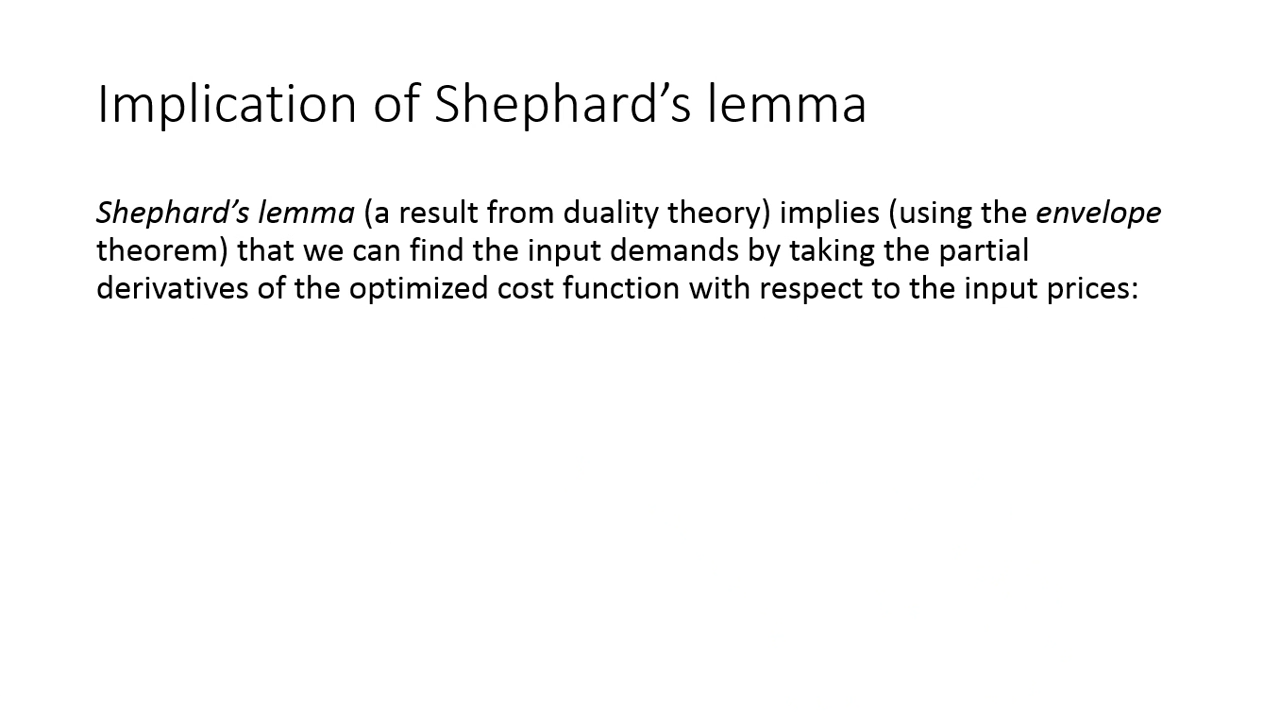 Implication of Shephard’s lemma
Shephard’s lemma (a result from duality theory) implies (using the envelope
theorem) that we can find the input demands by taking the partial
derivatives of the optimized cost function with respect to the input prices: